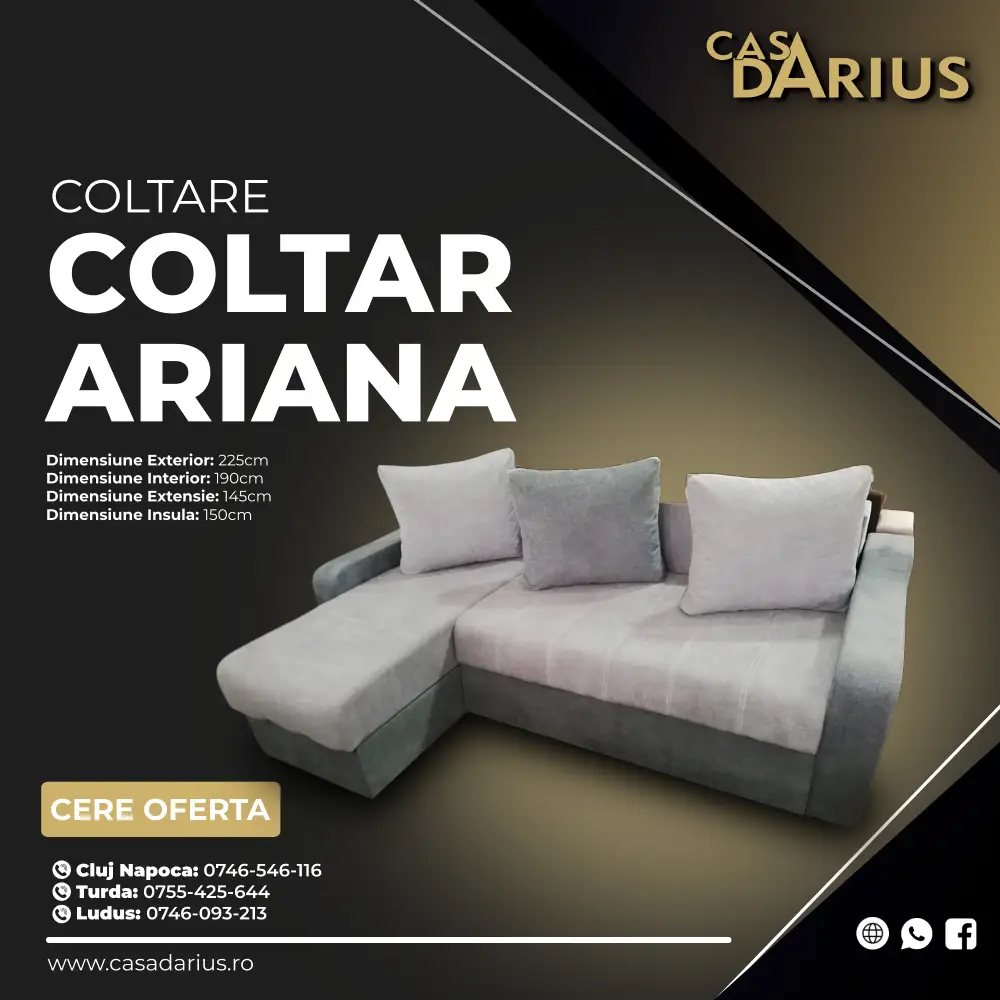 CASA
DARIUS
COLTARE
COLTAR
ARIANA
Dimensiune Exterior: 225cm
Dimensiune Interior: 190cm
Dimensiune Extensie: 145cm
Dimensiune Insula: 150cm
CERE OFERTA
Cluj Napoca: 0746-546-116
Turda: 0755-425-644
Ludus: 0746-093-213
www.casadarius.ro